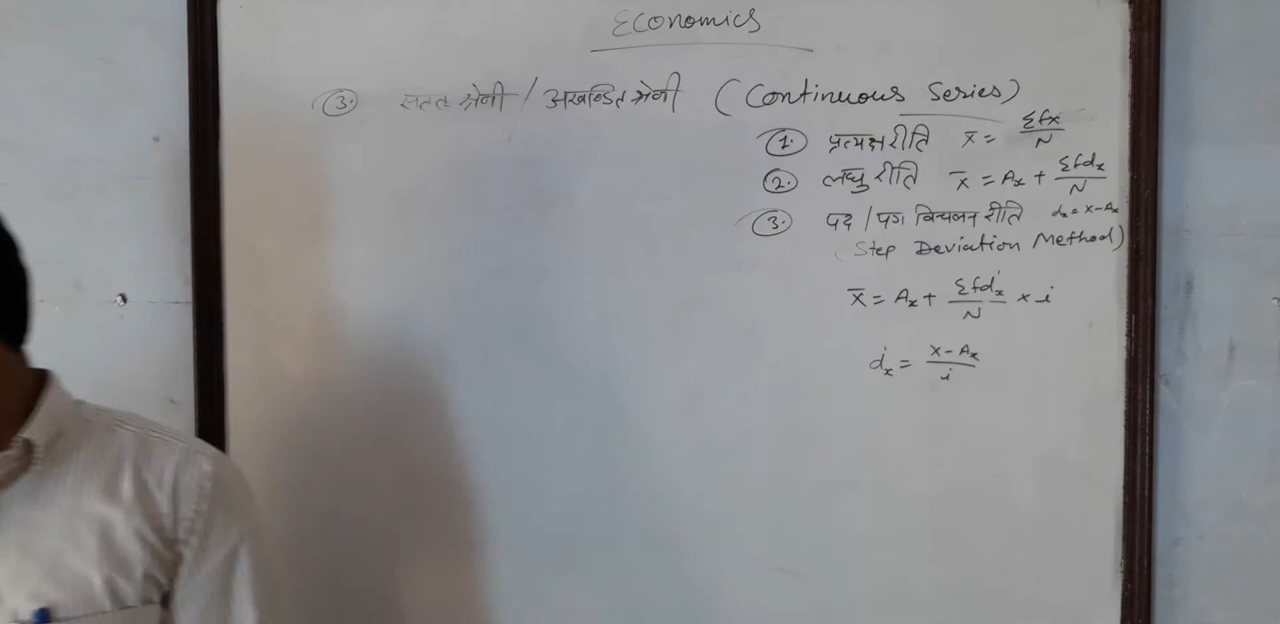 Economics
③. सतत श्रेणी / अखण्डित श्रेणी (Continuous Series)
①. प्रत्यक्ष रीति x̄ = Σfx/N
②. लघु रीति x̄ = Aₓ + Σfdₓ/N
③. पद / पग विचलन रीति dₓ = x-Aₓ
(Step Deviation Method)
x̄ = Aₓ + Σfd'ₓ/N × i
d'ₓ = x-Aₓ/i